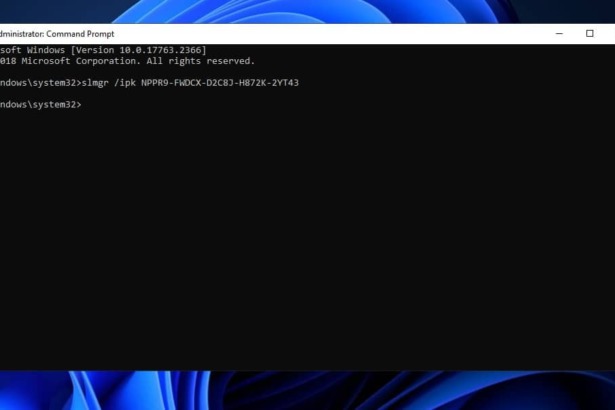 dministrator: Command Prompt
soft Windows [Version 10.0.17763.2366]
018 Microsoft Corporation. All rights reserved.
ndows\system32>slmgr /ipk NPPR9-FWDCX-D2C8J-H872K-2YT43
ndows\system32>